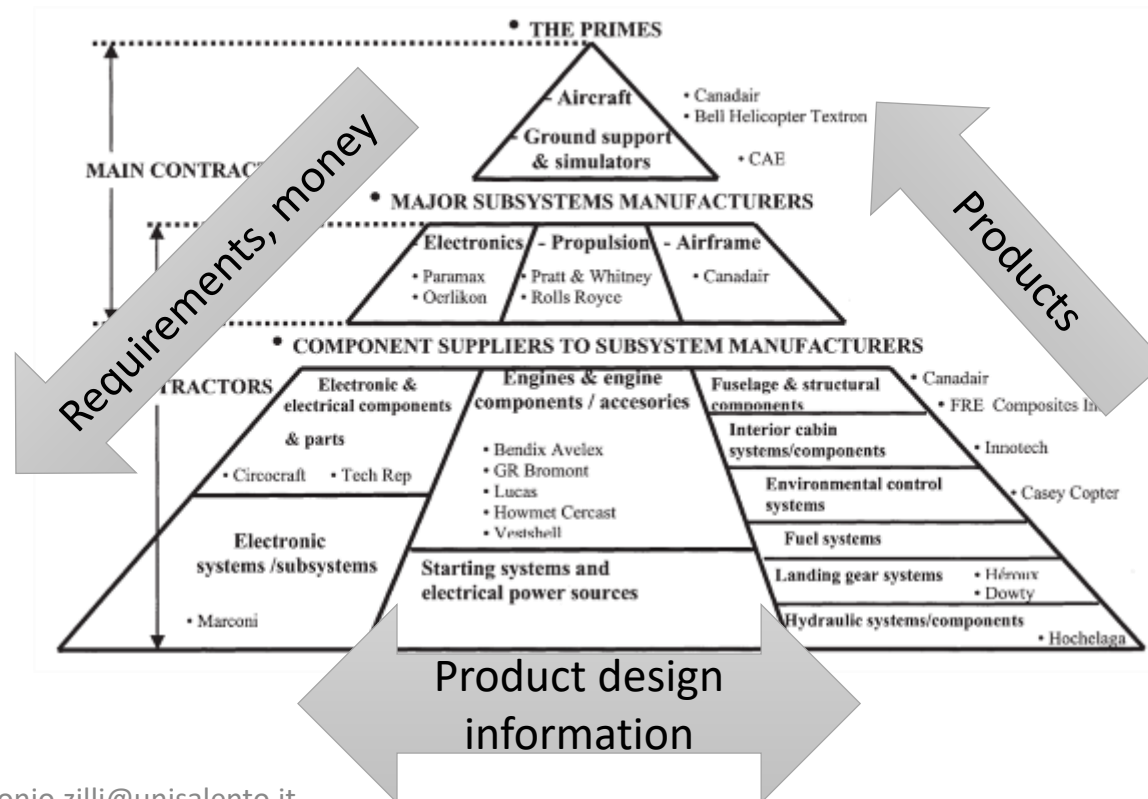 • THE PRIMES
- Aircraft
- Ground support
& simulators
• Canadair
• Bell Helicopter Textron
• CAE
MAIN CONTRAC
• MAJOR SUBSYSTEMS MANUFACTURERS
- Electronics
• Paramax
• Oerlikon
- Propulsion
• Pratt & Whitney
• Rolls Royce
- Airframe
• Canadair
Requirements, money
Products
• COMPONENT SUPPLIERS TO SUBSYSTEM MANUFACTURERS
TRACTORS
Electronic &
electrical components
& parts
• Circocraft • Tech Rep
Electronic
systems /subsystems
• Marconi
Engines & engine
components / accesories
• Bendix Avelex
• GR Bromont
• Lucas
• Howmet Cercast
• Vestshell
Starting systems and
electrical power sources
Fuselage & structural
components
Interior cabin
systems/components
Environmental control
systems
Fuel systems
Landing gear systems
• Héroux
• Dowty
Hydraulic systems/components
• Hochelaga
• Canadair
• FRE Composites In
• Innotech
• Casey Copter
Product design
information
onio.zilli@unisalento.it